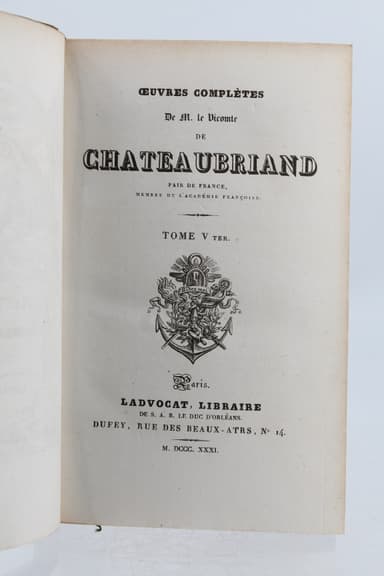 ŒUVRES COMPLÈTES
De M. le Vicomte
DE
CHATEAUBRIAND
PAIR DE FRANCE,
MEMBRE DE L'ACADÉMIE FRANÇOISE.
TOME V TER.
Paris.
LADVOCAT, LIBRAIRE
DE S. A. R. LE DUC D'ORLÉANS.
DUFEY, RUE DES BEAUX-ATRS, N° 14.
M. DCCC. XXXI.